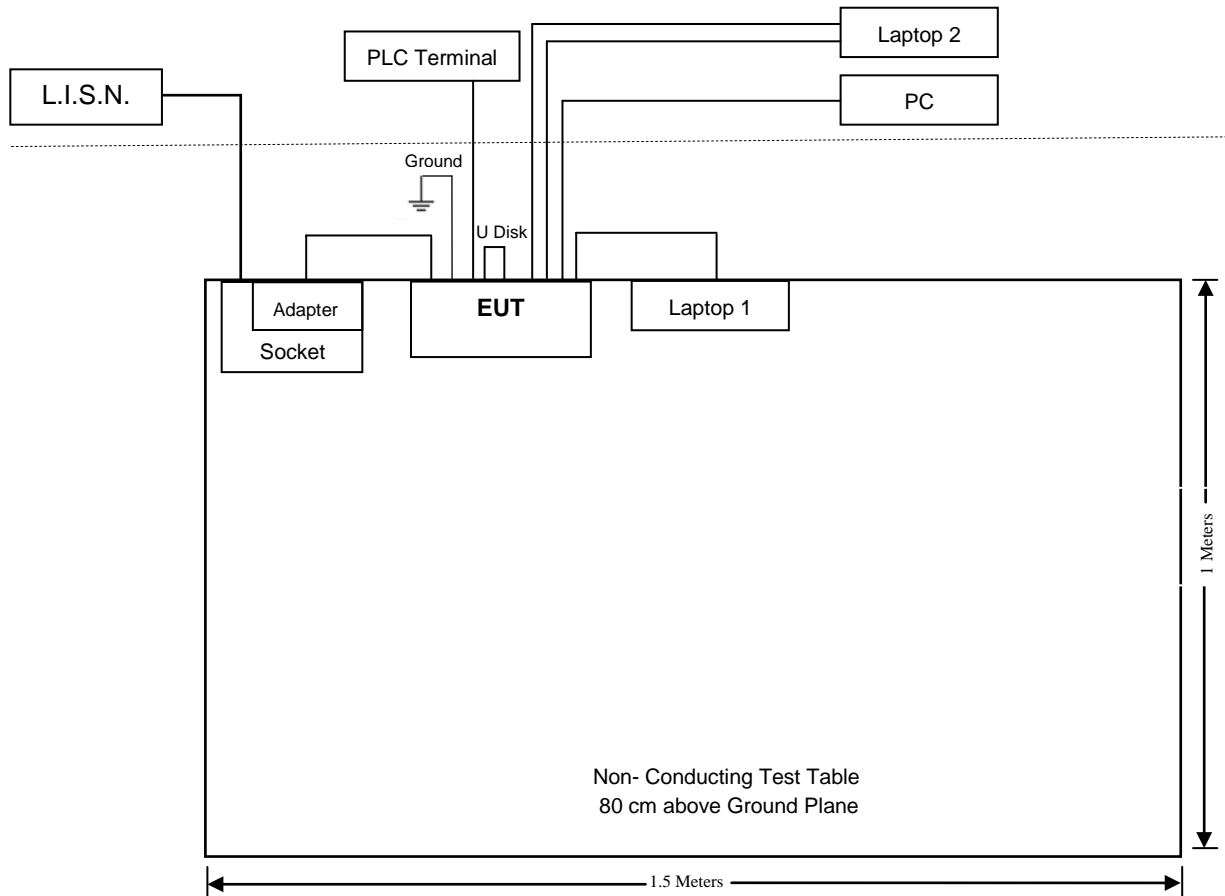 Laptop 2
PLC Terminal
L.I.S.N.
PC
Ground
U Disk
Adapter
EUT
Laptop 1
Socket
1 Meters
Non- Conducting Test Table
80 cm above Ground Plane
1.5 Meters